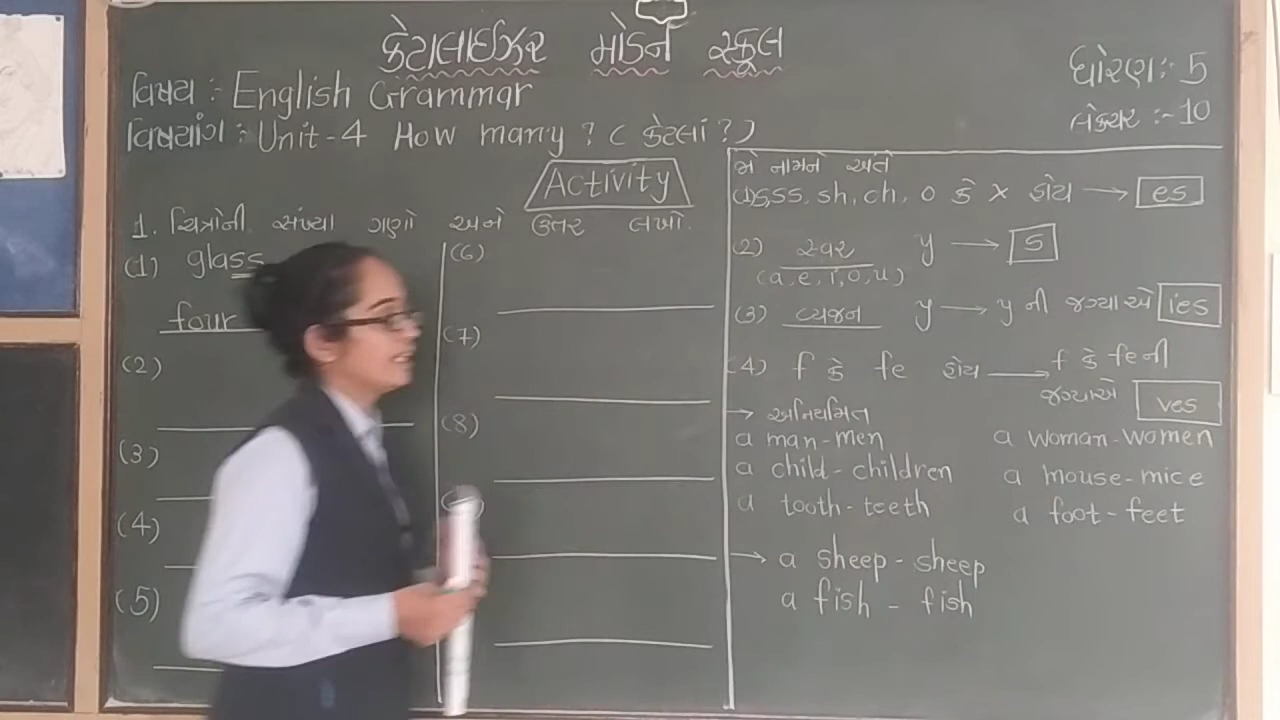 કેટાલાઈઝર મોડર્ન સ્કૂલ
ધોરણ :- 5
વિષય : English Grammar
લેક્ચર :- 10
વિષયાંગ : Unit-4 How many ? ( કેટલાં ? )
Activity
1. ચિત્રોની સંખ્યા ગણો અને ઉત્તર લખો.
(1) glass
four
(2)
(3)
(4)
(5)
(6)
(7)
(8)
જો નામને અંતે
(1) s, ss, sh, ch, o કે x હોય → es
(2) સ્વર y → s
(a, e, i, o, u)
(3) વ્યંજન y → y ની જગ્યાએ ies
(4) f કે fe હોય → f કે fe ની
જગ્યાએ ves
→ અનિયમિત
a man-men a woman-women
a child-children a mouse-mice
a tooth-teeth a foot-feet
→ a sheep-sheep
a fish - fish